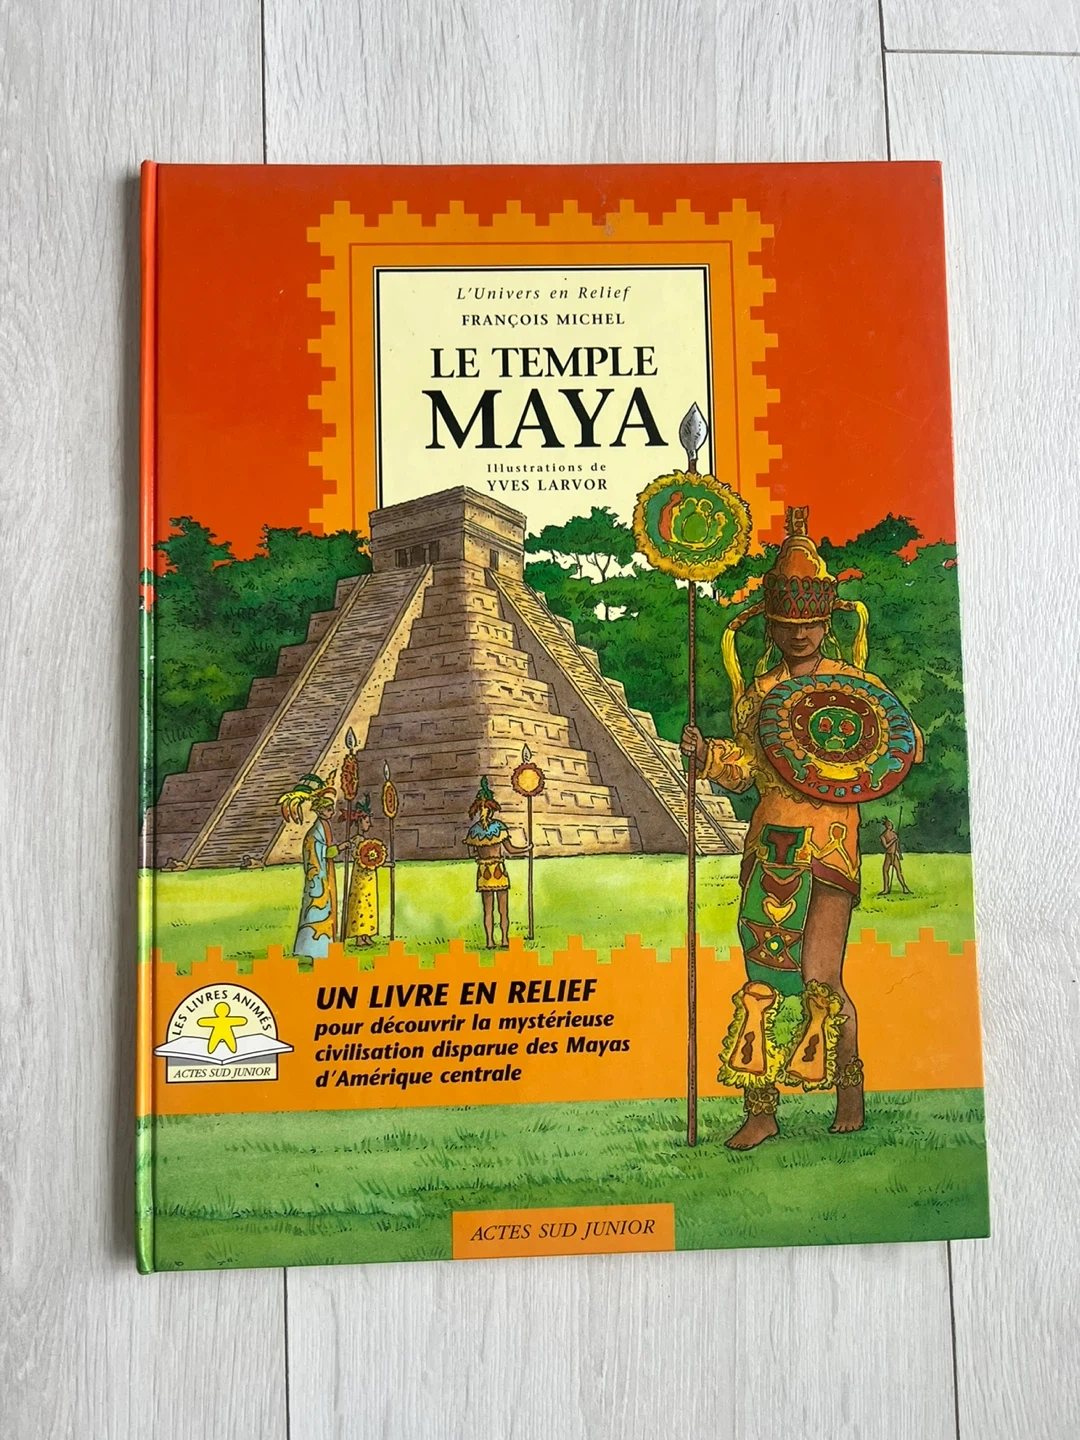 L'Univers en Relief
FRANÇOIS MICHEL
LE TEMPLE
MAYA
Illustrations de
YVES LARVOR
UN LIVRE EN RELIEF
pour découvrir la mystérieuse
civilisation disparue des Mayas
d'Amérique centrale
LES LIVRES ANIMÉS
ACTES SUD JUNIOR
ACTES SUD JUNIOR